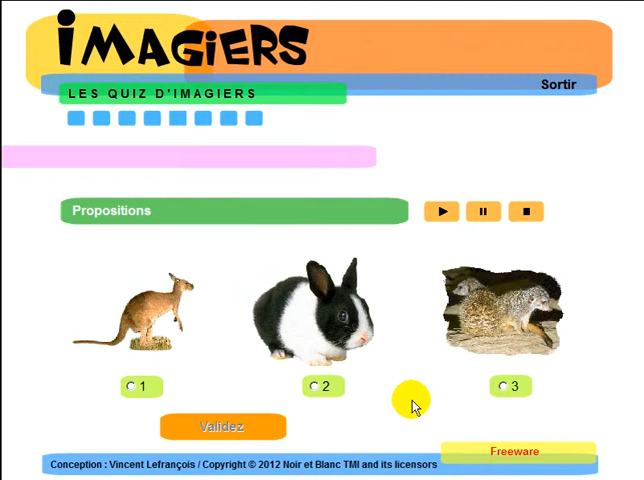 iMAGiERS
Sortir
LES QUIZ D'IMAGIERS
Propositions
1
2
3
Validez
Freeware
Conception : Vincent Lefrançois / Copyright © 2012 Noir et Blanc TMI and its licensors